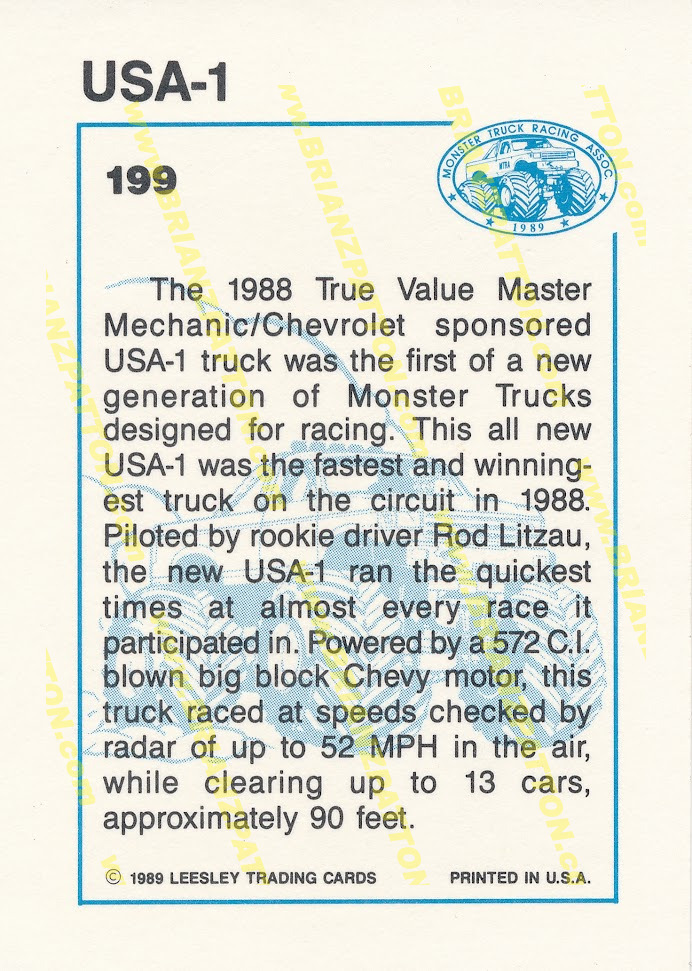 USA-1
199
MONSTER TRUCK RACING ASSOC.
MTRA
1989
The 1988 True Value Master
Mechanic/Chevrolet sponsored
USA-1 truck was the first of a new
generation of Monster Trucks
designed for racing. This all new
USA-1 was the fastest and winning-
est truck on the circuit in 1988.
Piloted by rookie driver Rod Litzau,
the new USA-1 ran the quickest
times at almost every race it
participated in. Powered by a 572 C.I.
blown big block Chevy motor, this
truck raced at speeds checked by
radar of up to 52 MPH in the air,
while clearing up to 13 cars,
approximately 90 feet.
© 1989 LEESLEY TRADING CARDS PRINTED IN U.S.A.
www.BRIANZPATTON.com